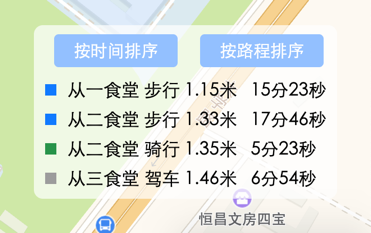 按时间排序 按路程排序
从一食堂 步行 1.15米 15分23秒
从二食堂 步行 1.33米 17分46秒
从二食堂 骑行 1.35米 5分23秒
从三食堂 驾车 1.46米 6分54秒
恒昌文房四宝